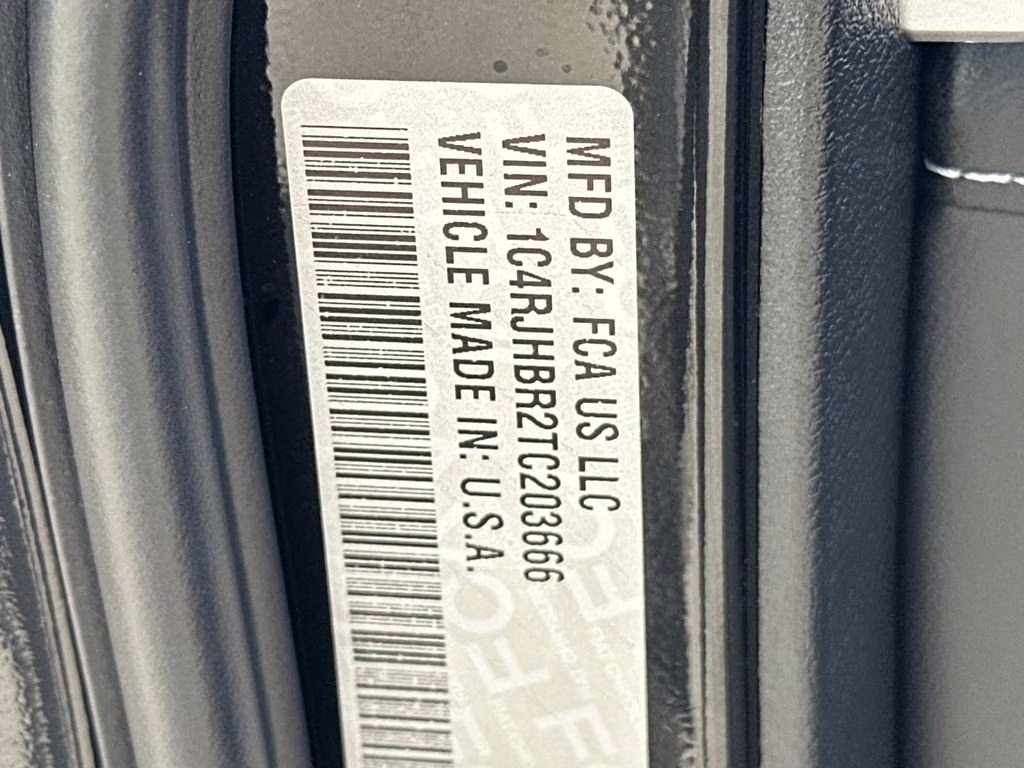 MFD BY: FCA US LLC
VIN: 1C4RJHBR2TC203666
VEHICLE MADE IN: U.S.A.